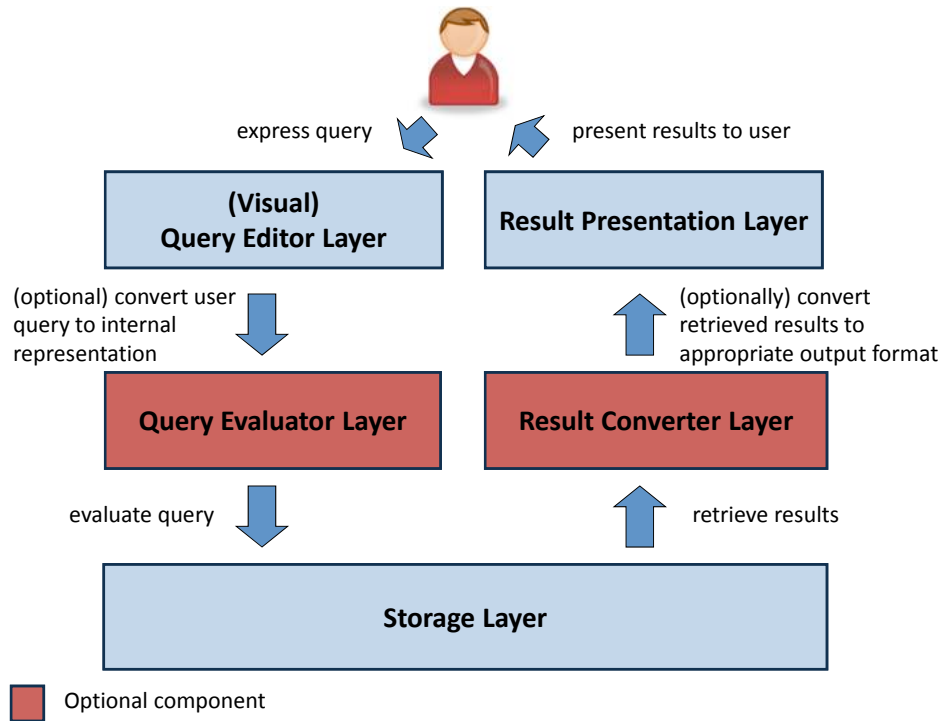 express query
present results to user
(Visual)
Query Editor Layer
Result Presentation Layer
(optional) convert user
query to internal
representation
(optionally) convert
retrieved results to
appropriate output format
Query Evaluator Layer
Result Converter Layer
evaluate query
retrieve results
Storage Layer
Optional component